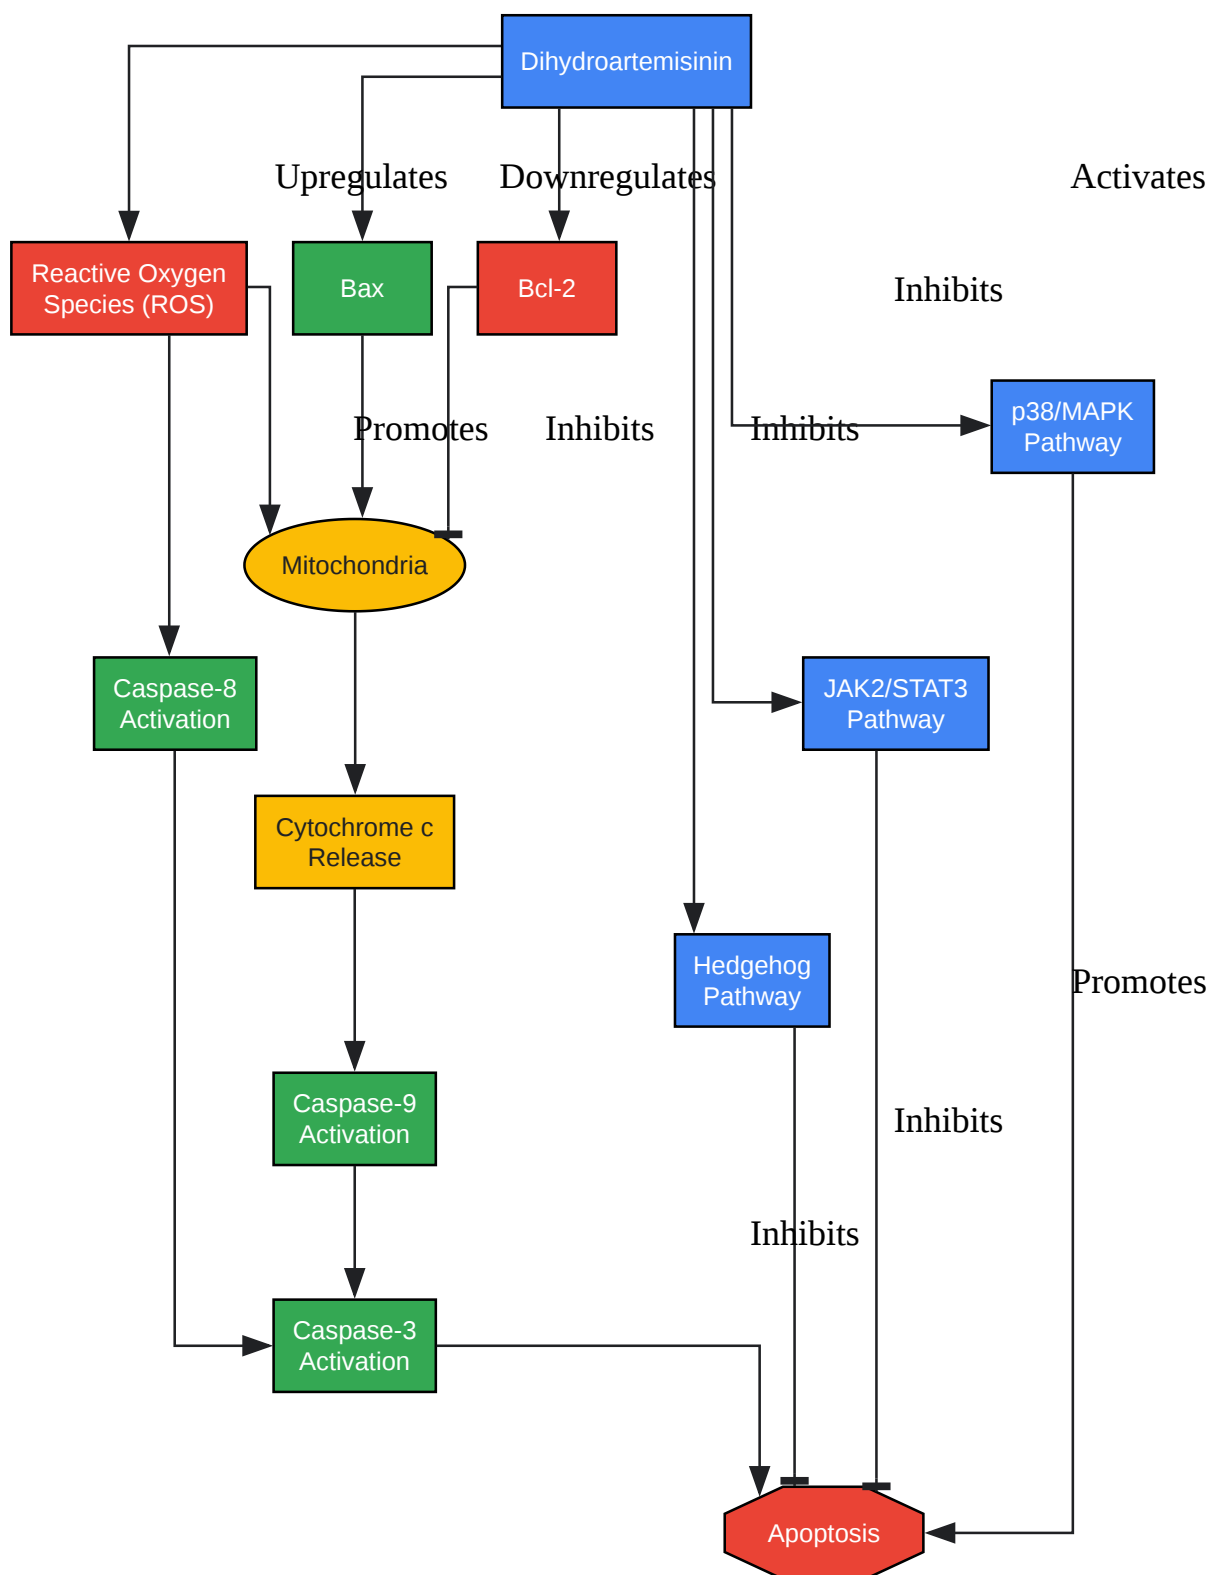 Dihydroartemisinin
Upregulates
Downregulates
Activates
Reactive Oxygen
Species (ROS)
Bax
Bcl-2
Inhibits
p38/MAPK
Pathway
Promotes
Inhibits
Inhibits
Mitochondria
Caspase-8
Activation
JAK2/STAT3
Pathway
Cytochrome c
Release
Hedgehog
Pathway
Promotes
Caspase-9
Activation
Inhibits
Inhibits
Caspase-3
Activation
Apoptosis